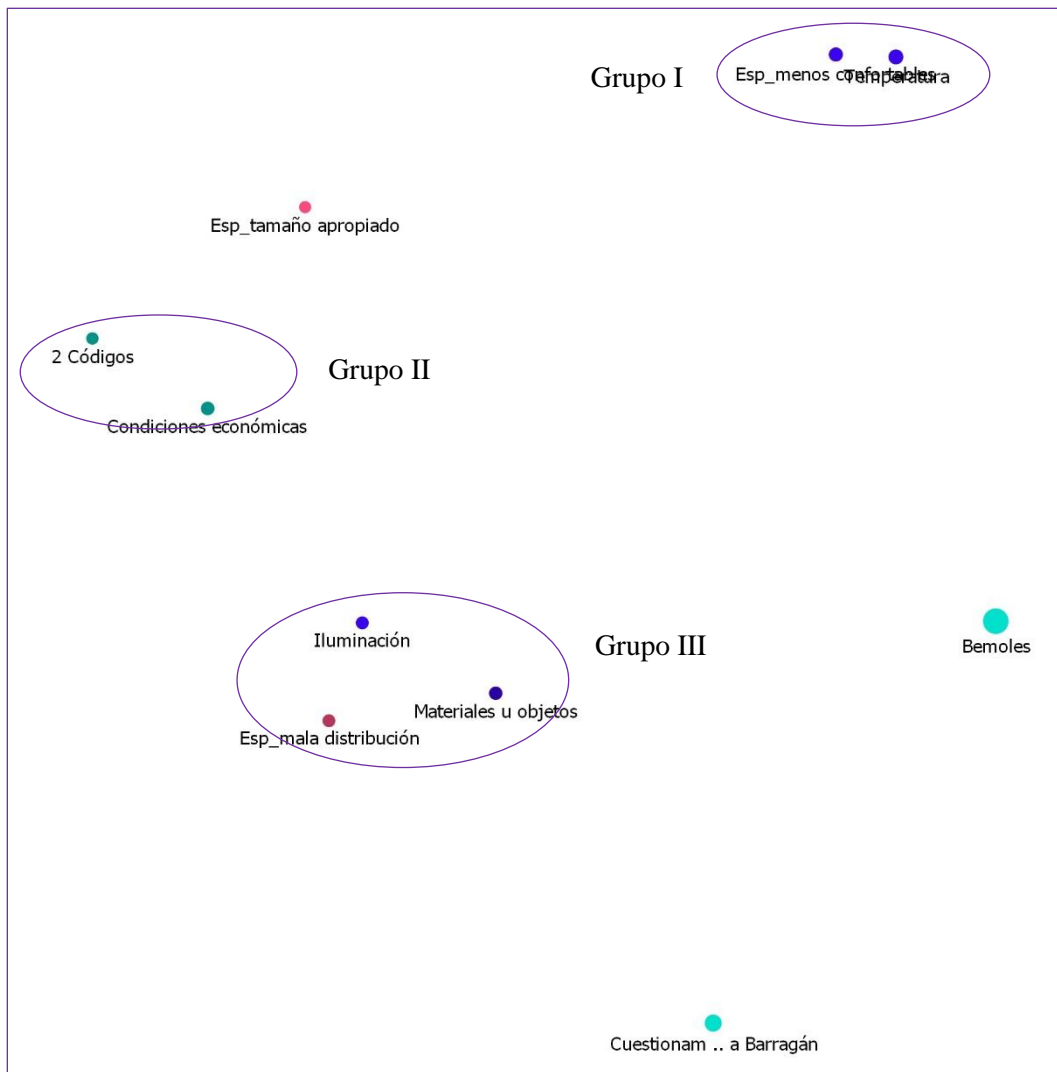 Grupo I
Esp_menos confortables
Temperatura
Esp_tamaño apropiado
2 Códigos
Grupo II
Condiciones económicas
Iluminación
Grupo III
Bemoles
Materiales u objetos
Esp_mala distribución
Cuestionam .. a Barragán